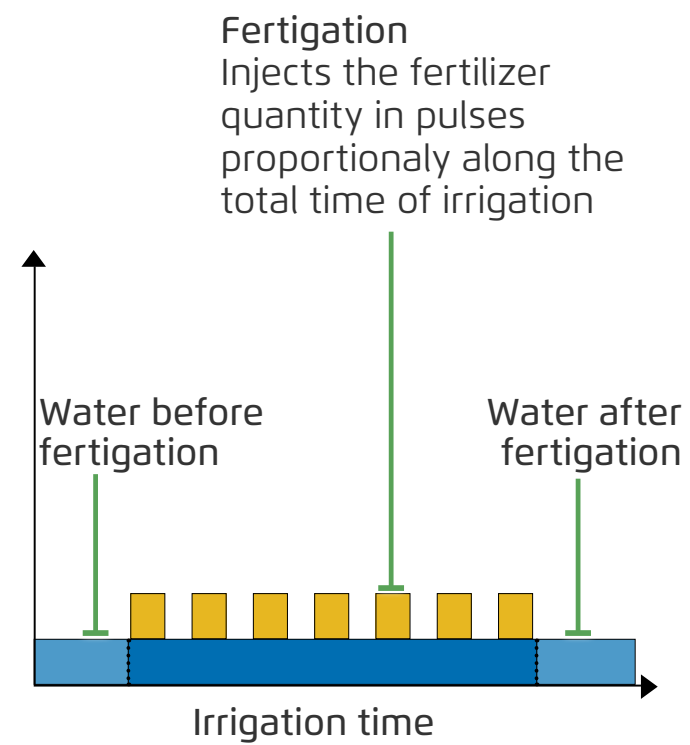 Fertigation
Injects the fertilizer
quantity in pulses
proportionaly along the
total time of irrigation
Water before
fertigation
Water after
fertigation
Irrigation time